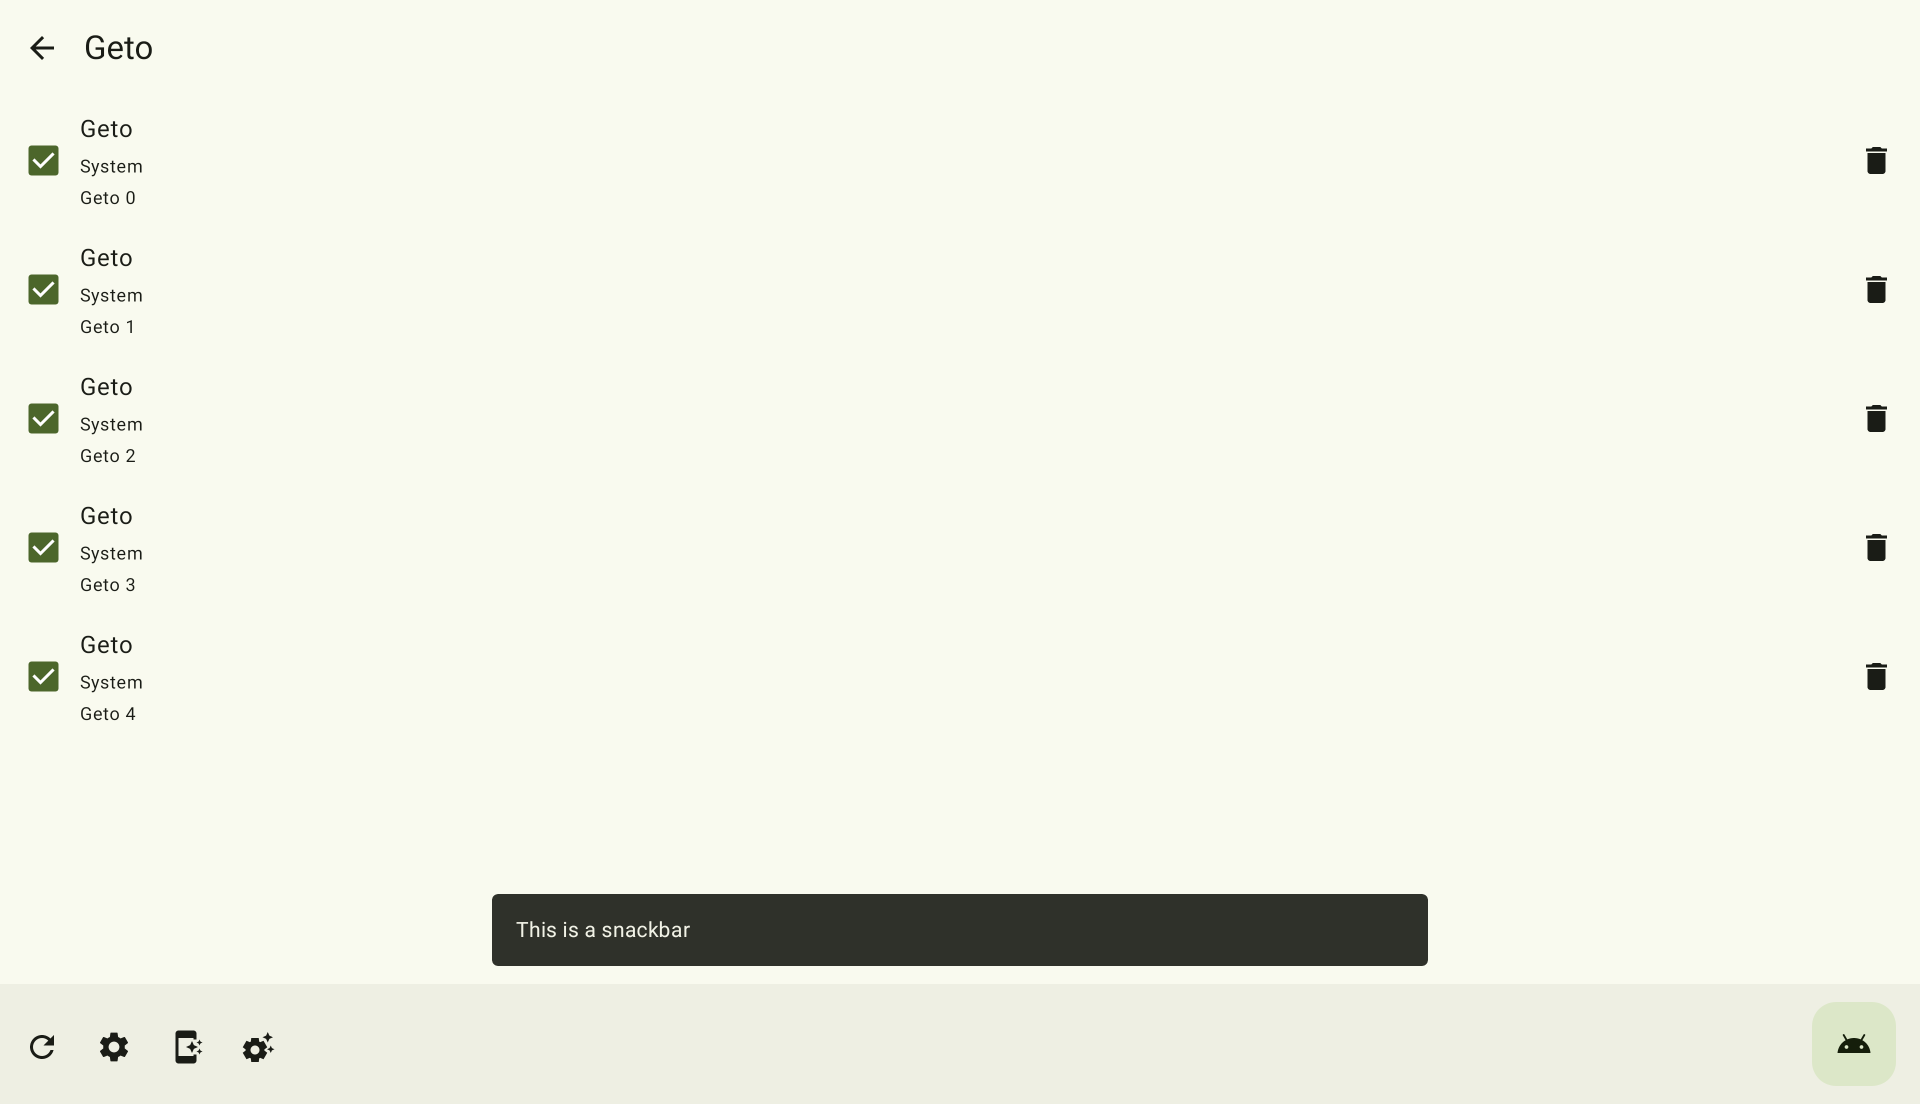 Geto
Geto
System
Geto 0
Geto
System
Geto 1
Geto
System
Geto 2
Geto
System
Geto 3
Geto
System
Geto 4
This is a snackbar